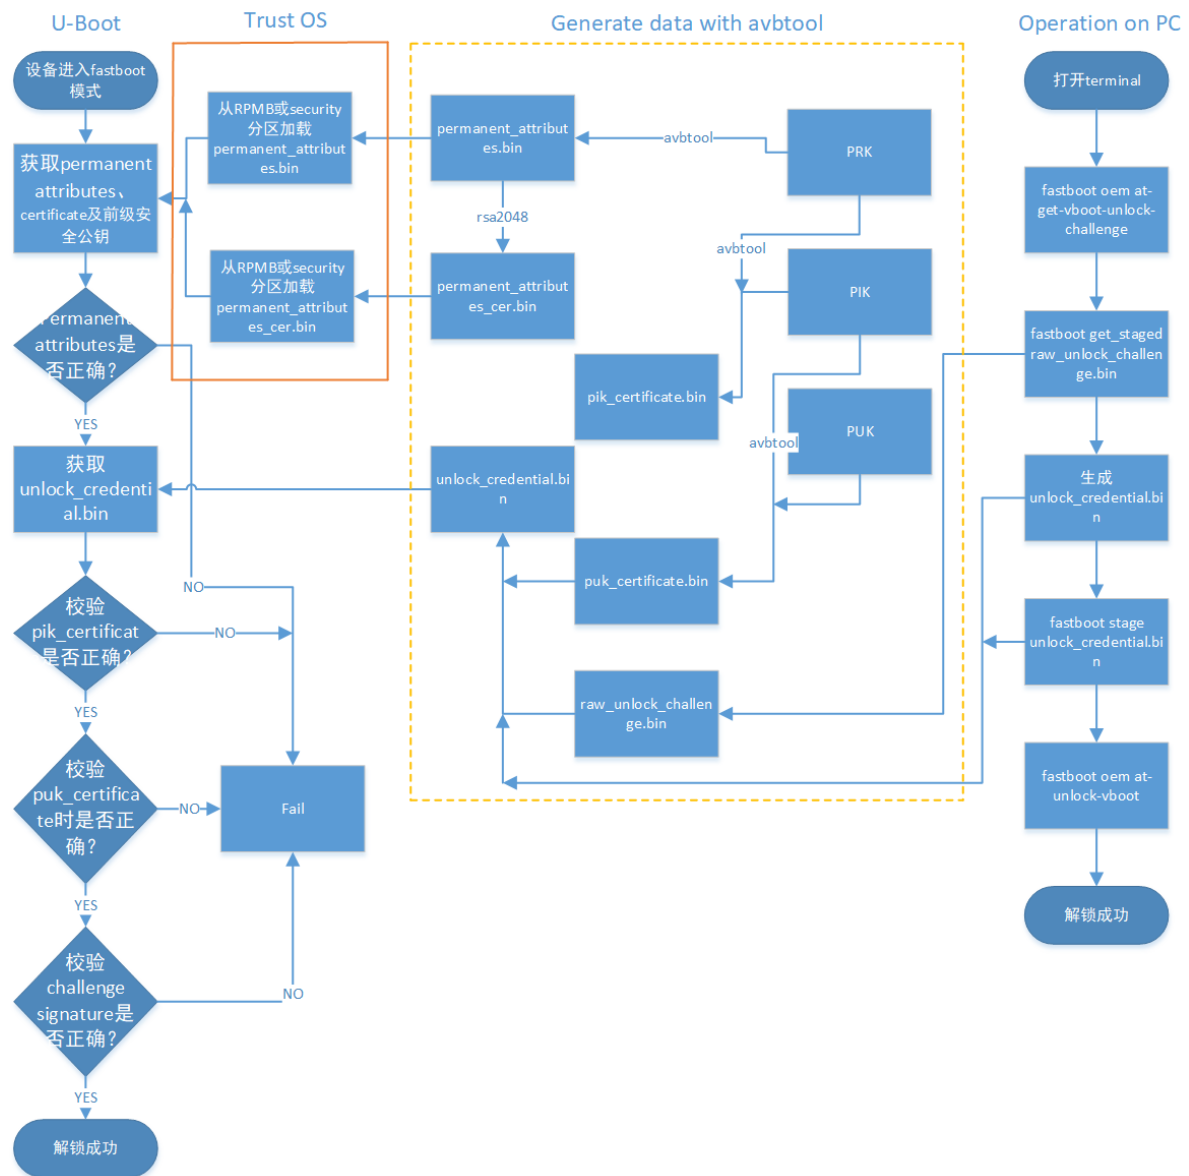 U-Boot
设备进入fastboot
模式
获取permanent
attributes、
certificate及前级安
全公钥
Permanent
attributes是
否正确?
YES
获取
unlock_credenti
al.bin
校验
pik_certificat
是否正确?
NO
YES
校验
puk_certifica
te时是否正
确?
NO
YES
校验
challenge
signature是
否正确?
NO
YES
解锁成功
Trust OS
从RPMB或security
分区加载
permanent_attribut
es.bin
从RPMB或security
分区加载
permanent_attribut
es_cer.bin
NO
Fail
Generate data with avbtool
permanent_attribut
es.bin
avbtool
PRK
rsa2048
permanent_attribut
es_cer.bin
avbtool
PIK
pik_certificate.bin
avbtool
PUK
unlock_credential.bi
n
puk_certificate.bin
raw_unlock_challe
nge.bin
Operation on PC
打开terminal
fastboot oem at-
get-vboot-unlock-
challenge
fastboot get_staged
raw_unlock_challe
nge.bin
生成
unlock_credential.bi
n
fastboot stage
unlock_credential.bi
n
fastboot oem at-
unlock-vboot
解锁成功